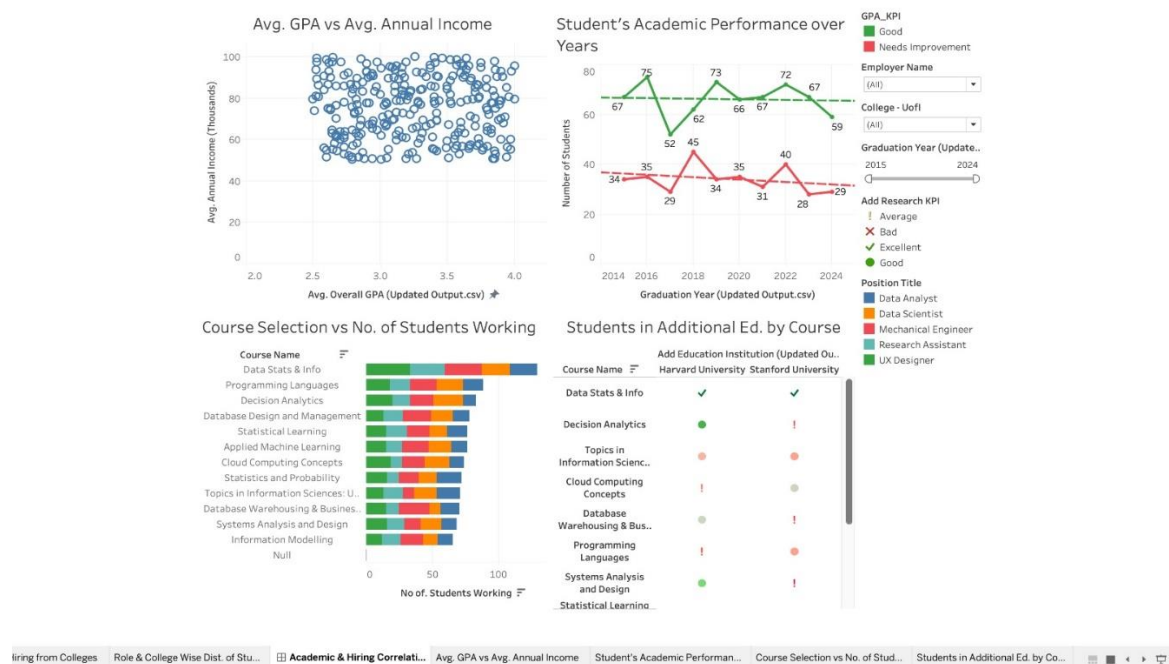 Avg. GPA vs Avg. Annual Income
Avg. Annual Income (Thousands)
100
80
60
40
20
0
2.0
2.5
3.0
3.5
4.0
Avg. Overall GPA (Updated Output.csv)
Student's Academic Performance over
Years
Number of Students
80
60
40
20
0
67
75
52
62
73
66
67
72
67
59
34
35
29
45
34
35
31
40
28
29
2014
2016
2018
2020
2022
2024
Graduation Year (Updated Output.csv)
GPA_KPI
Good
Needs Improvement
Employer Name
(All)
College - UofI
(All)
Graduation Year (Update..
2015
2024
Add Research KPI
Average
Bad
Excellent
Good
Position Title
Data Analyst
Data Scientist
Mechanical Engineer
Research Assistant
UX Designer
Course Selection vs No. of Students Working
Course Name
Data Stats & Info
Programming Languages
Decision Analytics
Database Design and Management
Statistical Learning
Applied Machine Learning
Cloud Computing Concepts
Statistics and Probability
Topics in Information Sciences: U..
Database Warehousing & Busines..
Systems Analysis and Design
Information Modelling
Null
0
50
100
No of. Students Working
Students in Additional Ed. by Course
Add Education Institution (Updated Ou..
Course Name
Harvard University
Stanford University
Data Stats & Info
Decision Analytics
Topics in
Information Scienc..
Cloud Computing
Concepts
Database
Warehousing & Bus..
Programming
Languages
Systems Analysis
and Design
Statistical Learning
iring from Colleges
Role & College Wise Dist. of Stu...
Academic & Hiring Correlati...
Avg. GPA vs Avg. Annual Income
Student's Academic Performan...
Course Selection vs No. of Stud...
Students in Additional Ed. by Co...